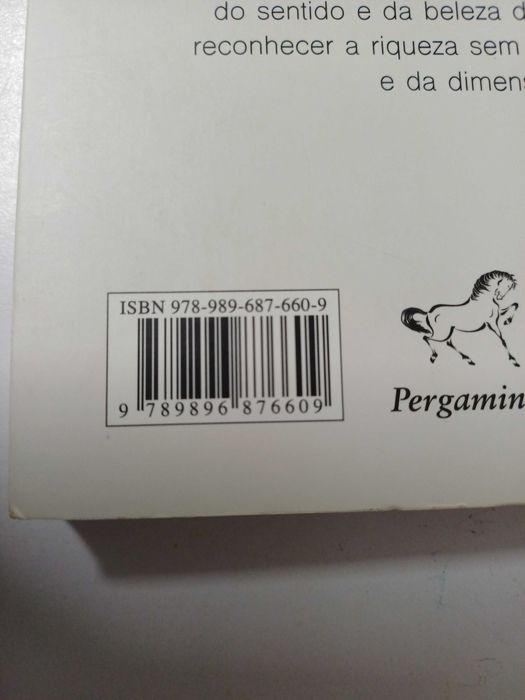 do sentido e da beleza
reconhecer a riqueza sem
e da
ISBN 978-989-687-660-9
9 789896 876609